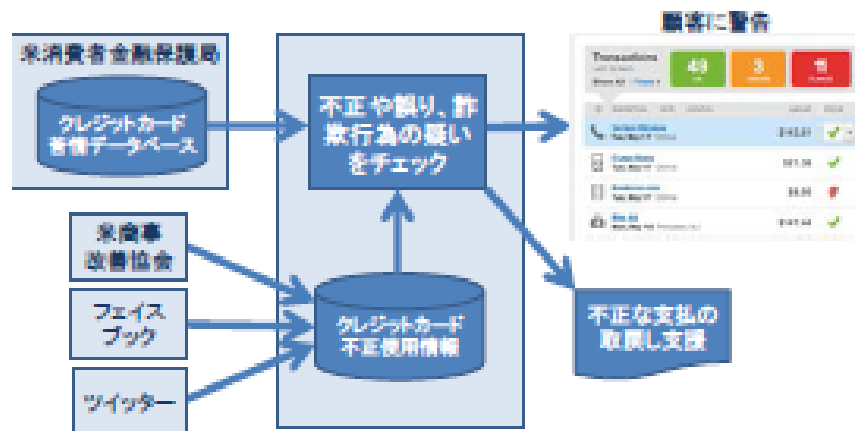 米消費者金融保護局
クレジットカード
苦情データベース
不正や誤り、詐
欺行為の疑い
をチェック
米商事
改善協会
フェイス
ブック
ツイッター
クレジットカード
不正使用情報
顧客に警告
Transactions
49
3
不正な支払の
取戻し支援